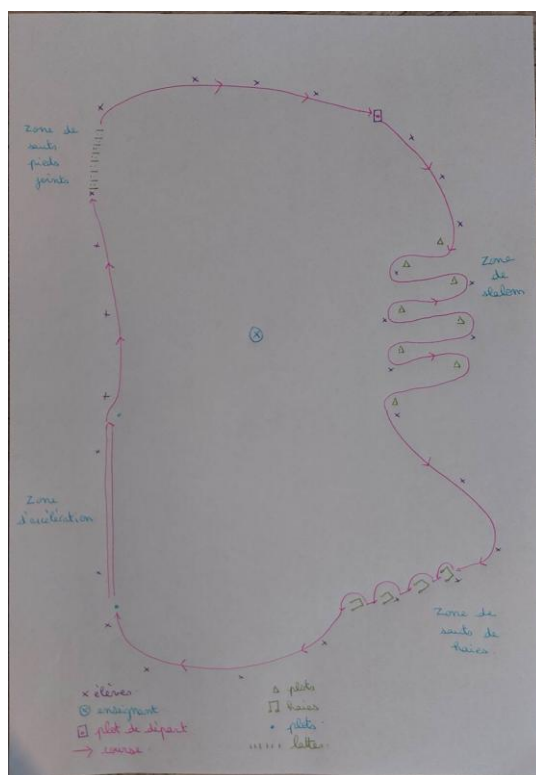 Zone de
sauts
pieds
joints
Zone
de
slalom
Zone
d'accélération
Zone de
sauts de
haies
x élèves
enseignant
plot de départ
course
plots
haies
plots
lattes